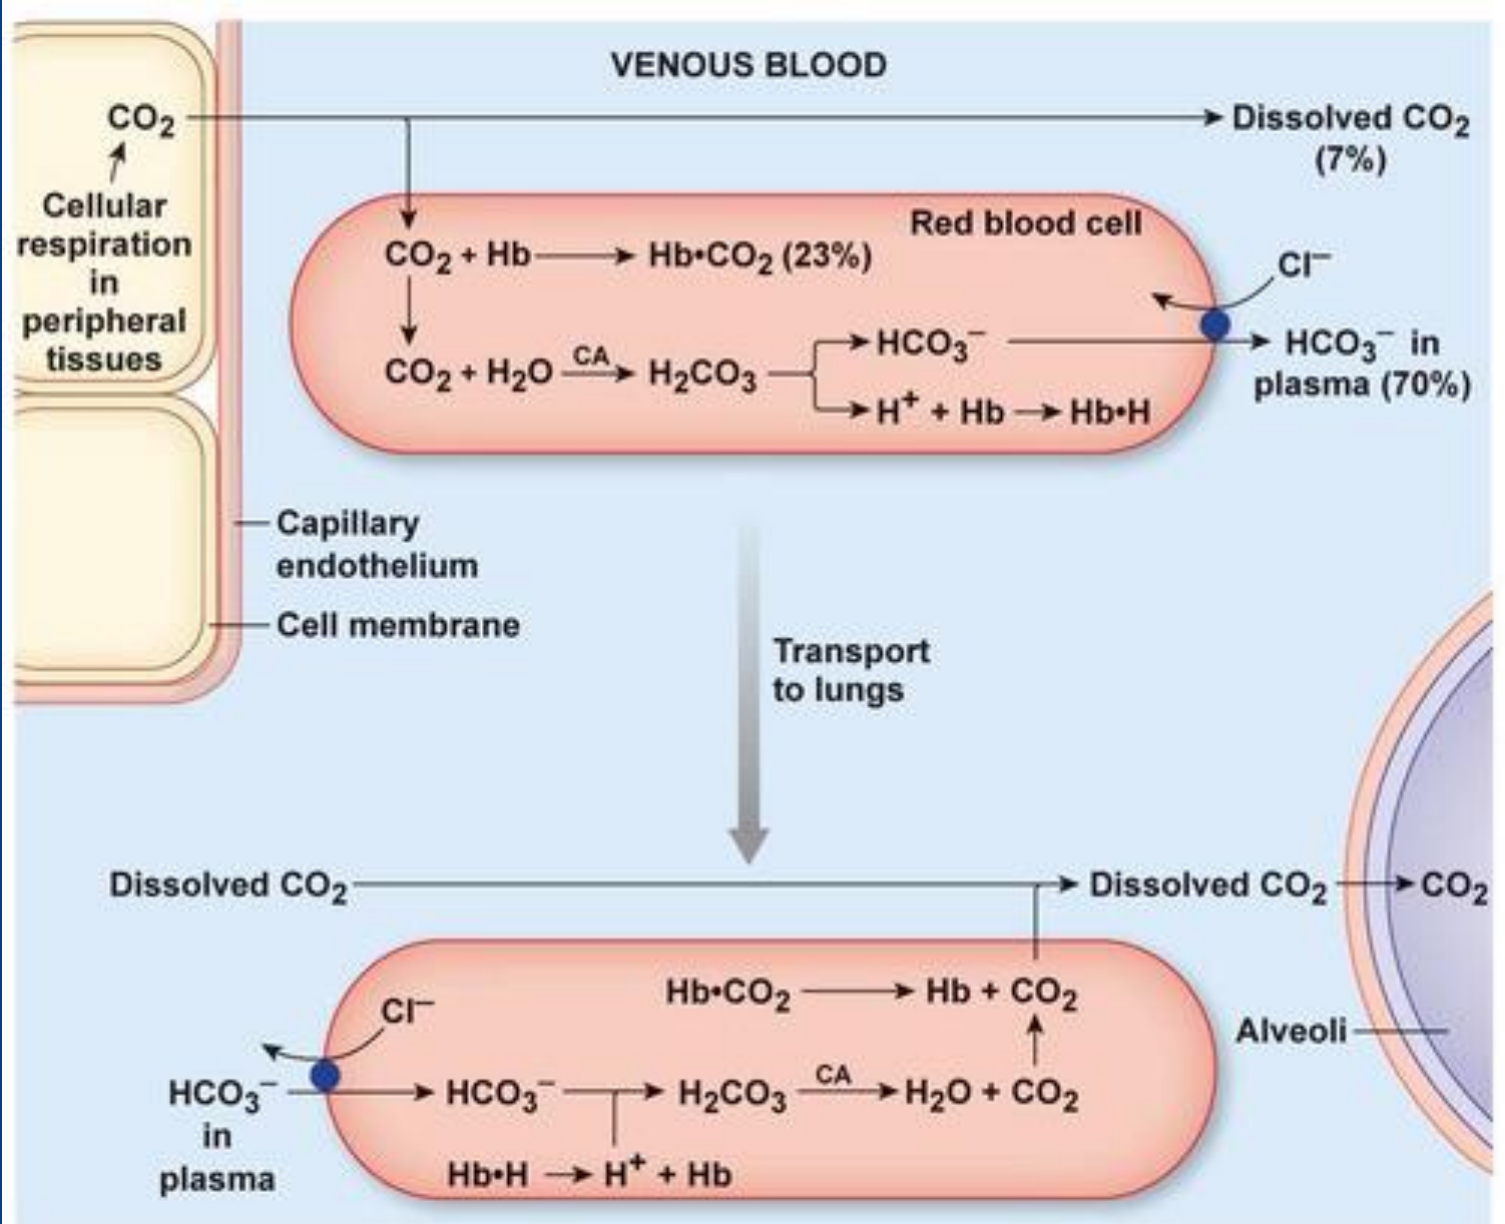 VENOUS BLOOD
CO₂
Dissolved CO₂
(7%)
Cellular
respiration
in
peripheral
tissues
Red blood cell
CO₂ + Hb Hb•CO₂ (23%)
Cl⁻
CO₂ + H₂O CA H₂CO₃
HCO₃⁻
H⁺ + Hb Hb•H
HCO₃⁻ in
plasma (70%)
Capillary
endothelium
Cell membrane
Transport
to lungs
Dissolved CO₂
Dissolved CO₂
CO₂
Hb•CO₂ Hb + CO₂
Cl⁻
Alveoli
HCO₃⁻
in
plasma
HCO₃⁻ H₂CO₃ CA H₂O + CO₂
Hb•H H⁺ + Hb